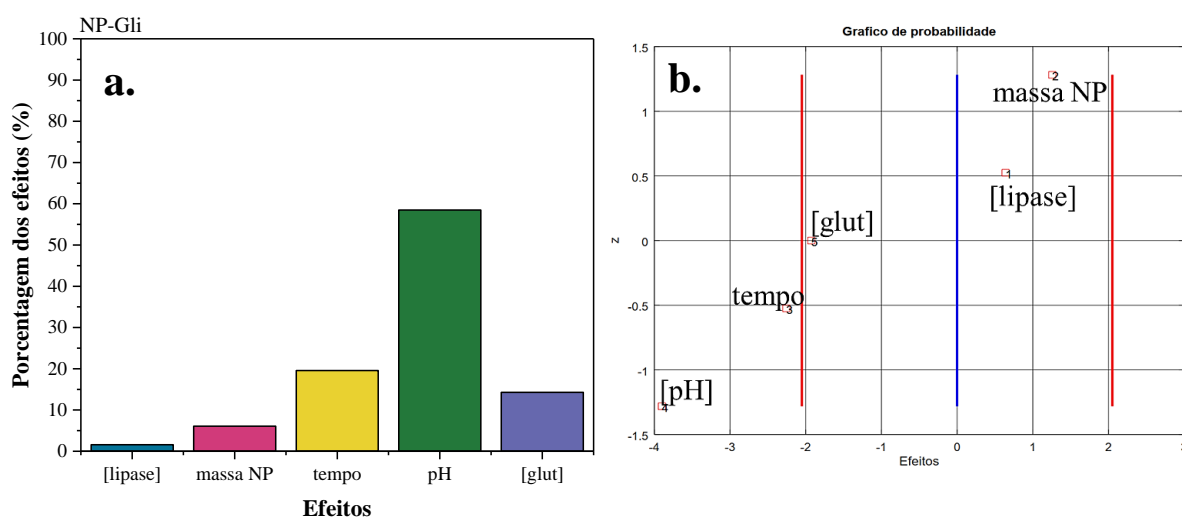 NP-Gli
a.
Porcentagem dos efeitos (%)
100
90
80
70
60
50
40
30
20
10
0
[lipase]
massa NP
tempo
pH
[glut]
Efeitos
Grafico de probabilidade
b.
z
1.5
1
0.5
0
-0.5
-1
-1.5
2
massa NP
1
[lipase]
[glut]
5
tempo
3
[pH]
4
-4
-3
-2
-1
0
1
2
3
Efeitos